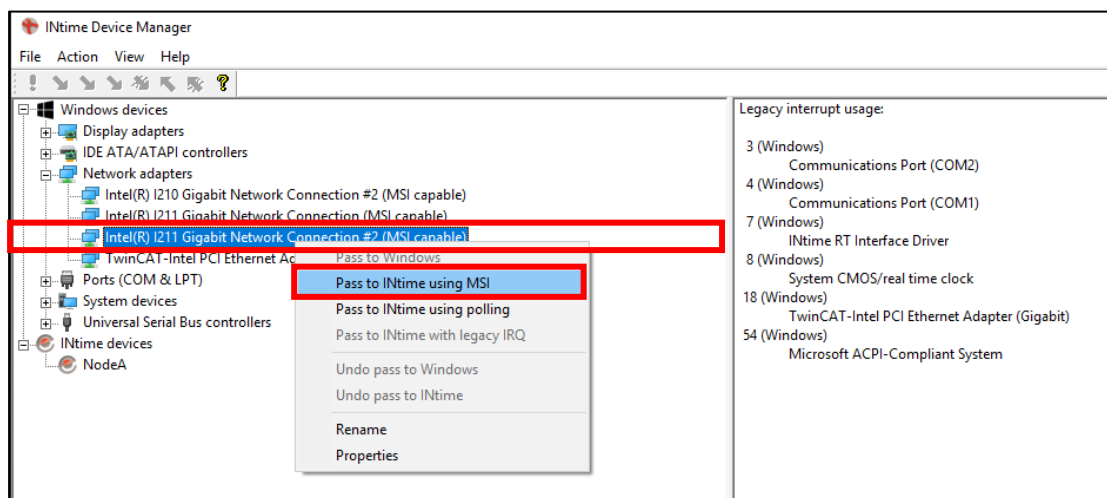 INtime Device Manager
File Action View Help
Windows devices
Display adapters
IDE ATA/ATAPI controllers
Network adapters
Intel(R) I210 Gigabit Network Connection #2 (MSI capable)
Intel(R) I211 Gigabit Network Connection (MSI capable)
Intel(R) I211 Gigabit Network Connection #2 (MSI capable)
TwinCAT-Intel PCI Ethernet Ad
Ports (COM & LPT)
System devices
Universal Serial Bus controllers
INtime devices
NodeA
Pass to Windows
Pass to INtime using MSI
Pass to INtime using polling
Pass to INtime with legacy IRQ
Undo pass to Windows
Undo pass to INtime
Rename
Properties
Legacy interrupt usage:
3 (Windows)
Communications Port (COM2)
4 (Windows)
Communications Port (COM1)
7 (Windows)
INtime RT Interface Driver
8 (Windows)
System CMOS/real time clock
18 (Windows)
TwinCAT-Intel PCI Ethernet Adapter (Gigabit)
54 (Windows)
Microsoft ACPI-Compliant System